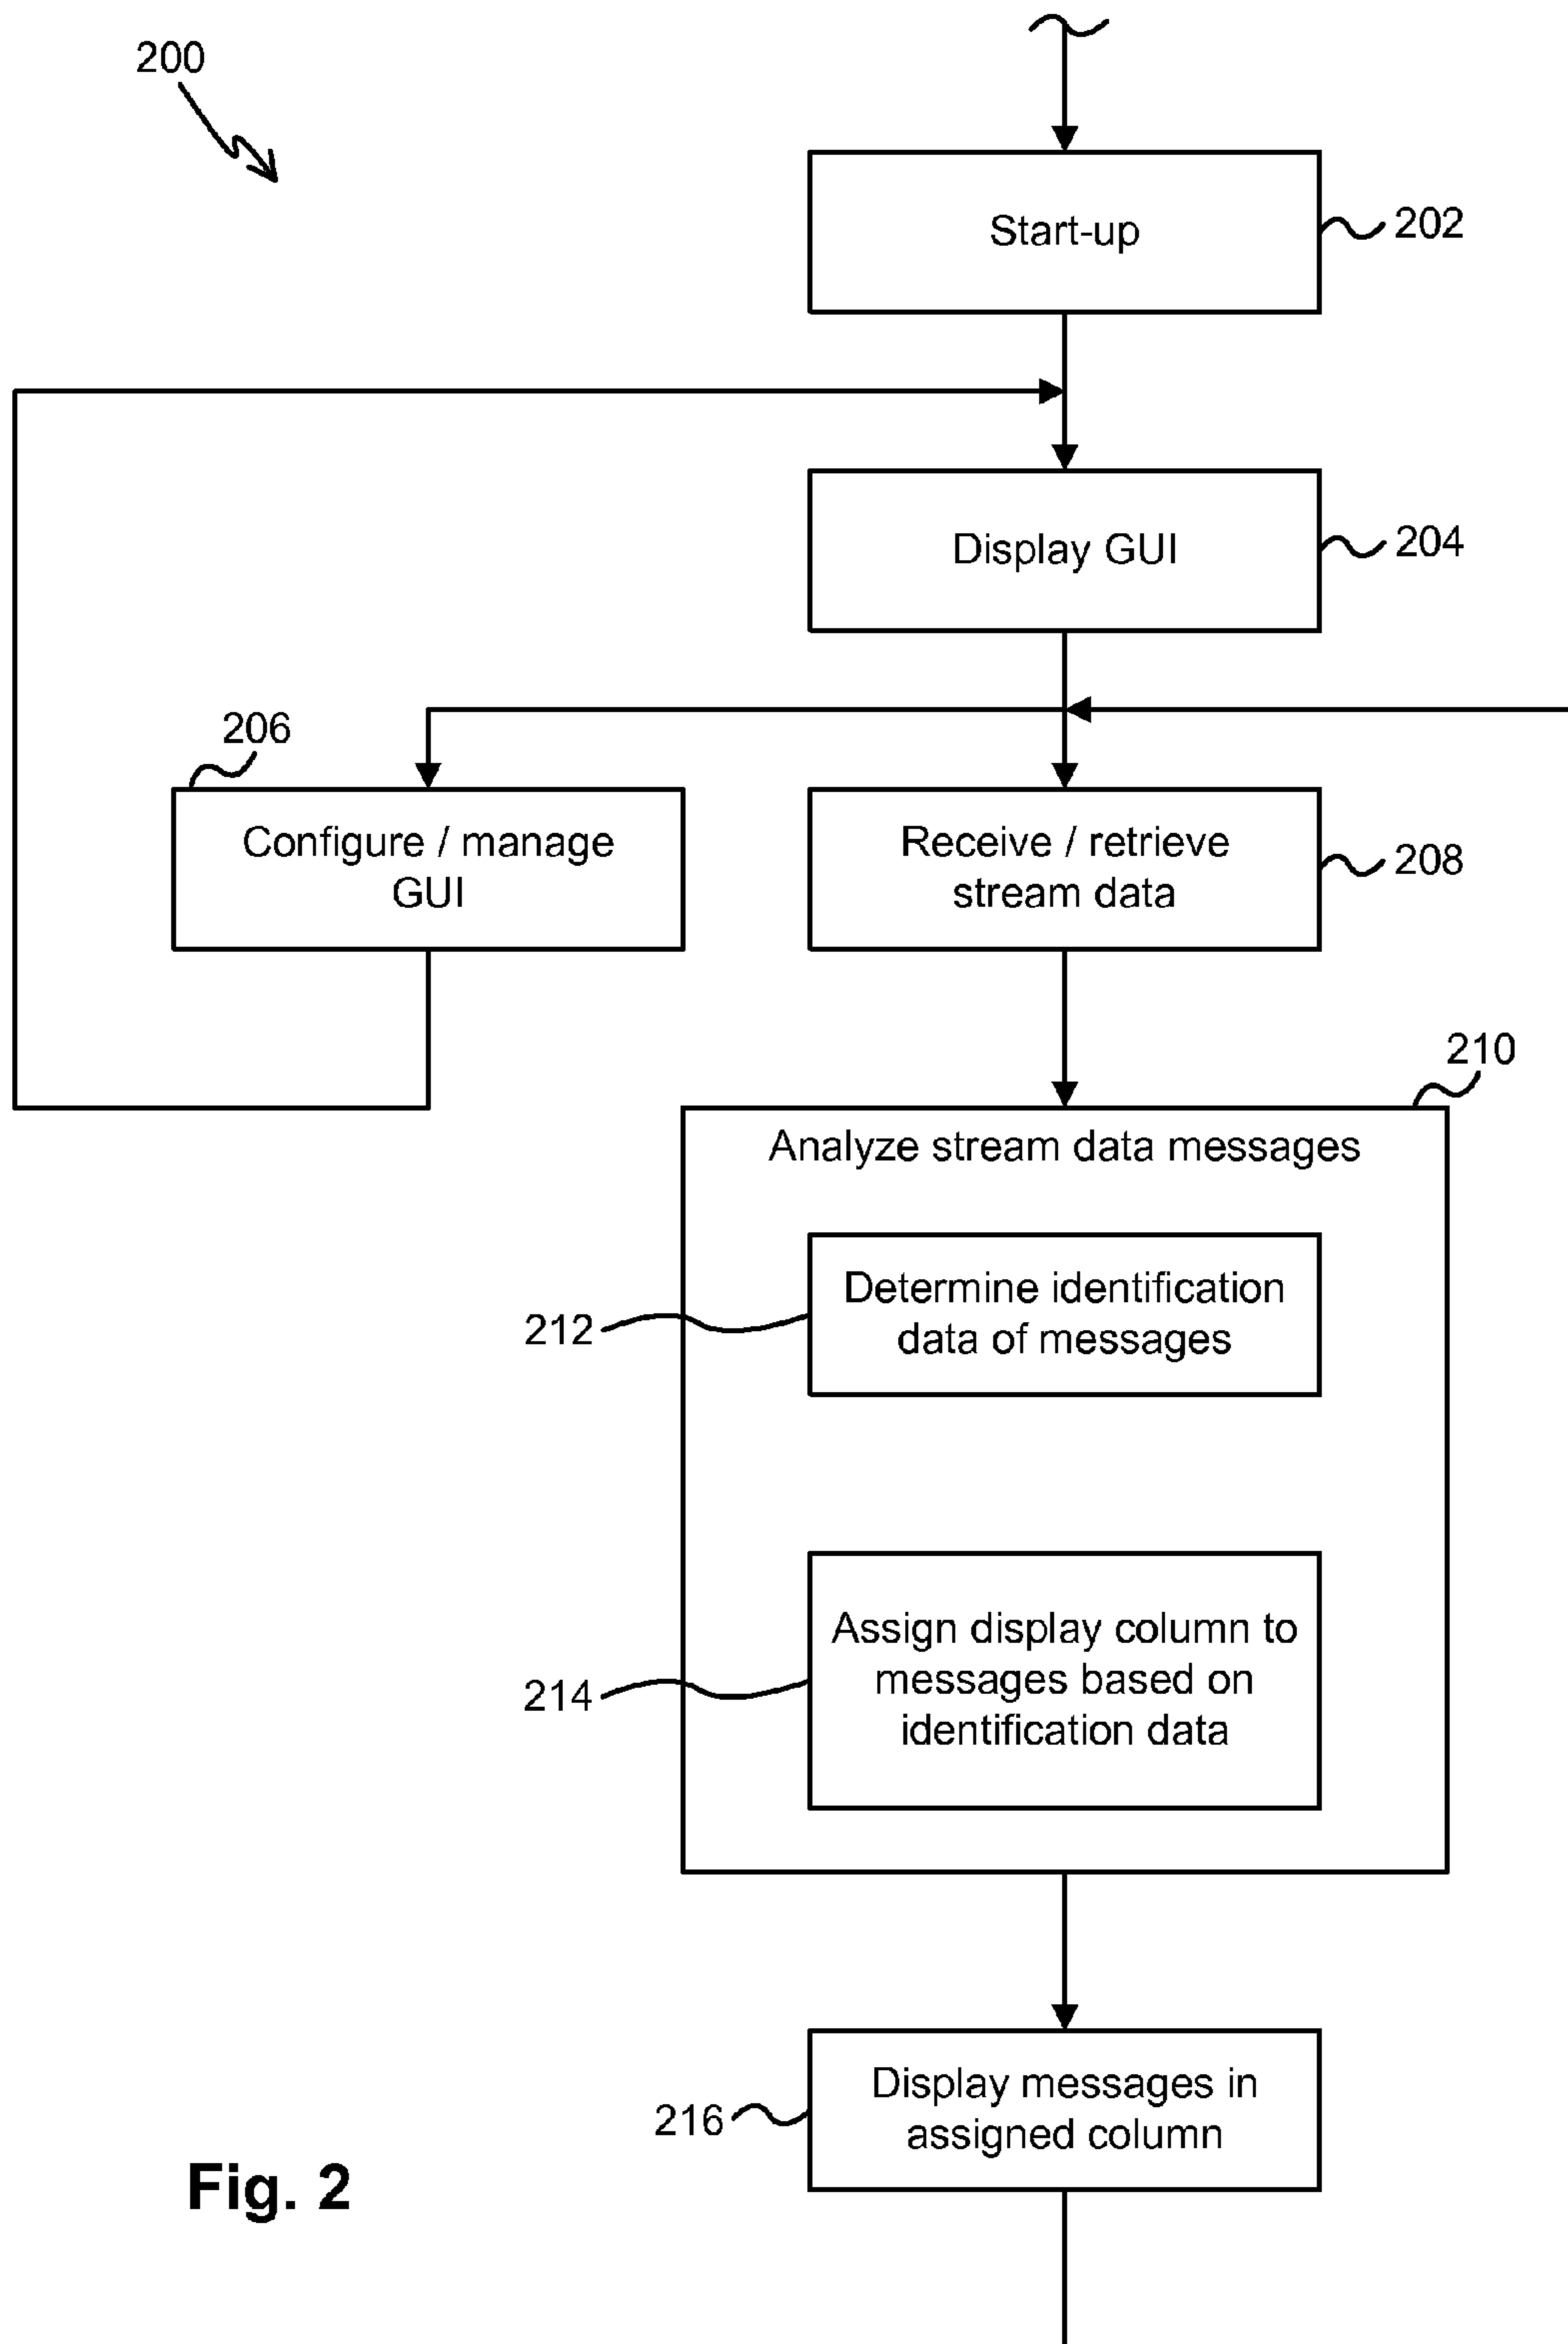 200
Start-up
202
Display GUI
204
206
Configure / manage
GUI
Receive / retrieve
stream data
208
210
Analyze stream data messages
Determine identification
data of messages
212
Assign display column to
messages based on
identification data
214
Display messages in
assigned column
216
Fig. 2